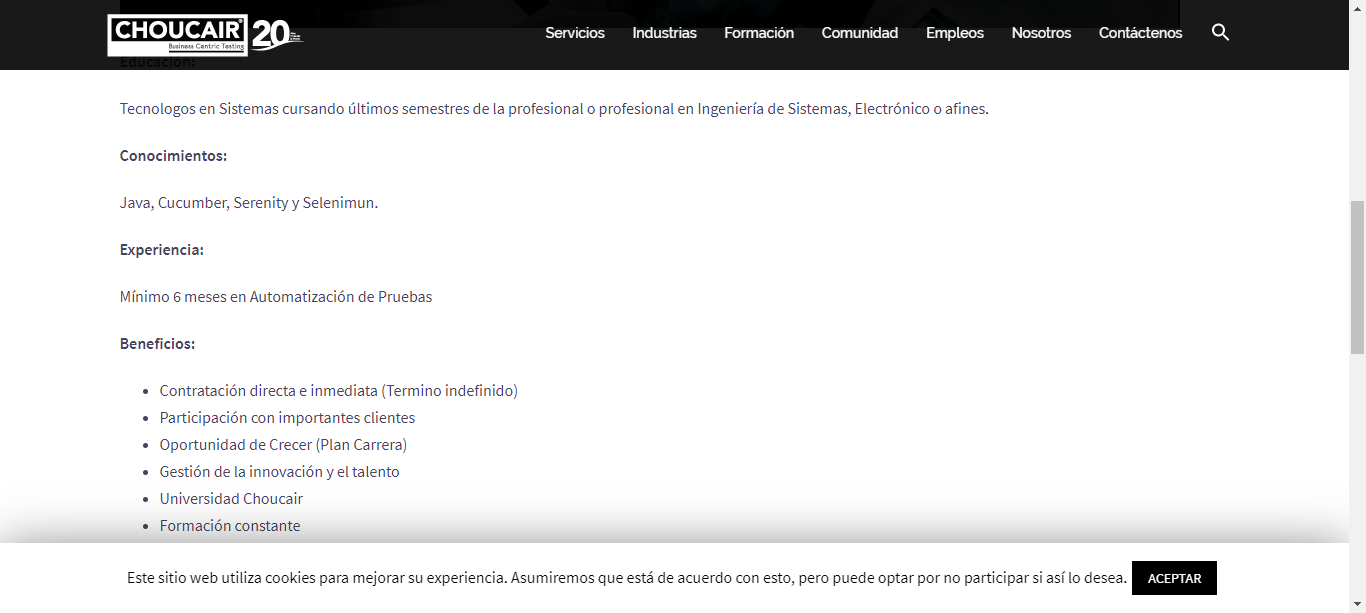 CHOUCAIR
Business Centric Testing
20
Servicios Industrias Formación Comunidad Empleos Nosotros Contáctenos
Educación:
Tecnologos en Sistemas cursando últimos semestres de la profesional o profesional en Ingeniería de Sistemas, Electrónico o afines.
Conocimientos:
Java, Cucumber, Serenity y Selenimun.
Experiencia:
Mínimo 6 meses en Automatización de Pruebas
Beneficios:
• Contratación directa e inmediata (Termino indefinido)
• Participación con importantes clientes
• Oportunidad de Crecer (Plan Carrera)
• Gestión de la innovación y el talento
• Universidad Choucair
• Formación constante
Este sitio web utiliza cookies para mejorar su experiencia. Asumiremos que está de acuerdo con esto, pero puede optar por no participar si así lo desea. ACEPTAR